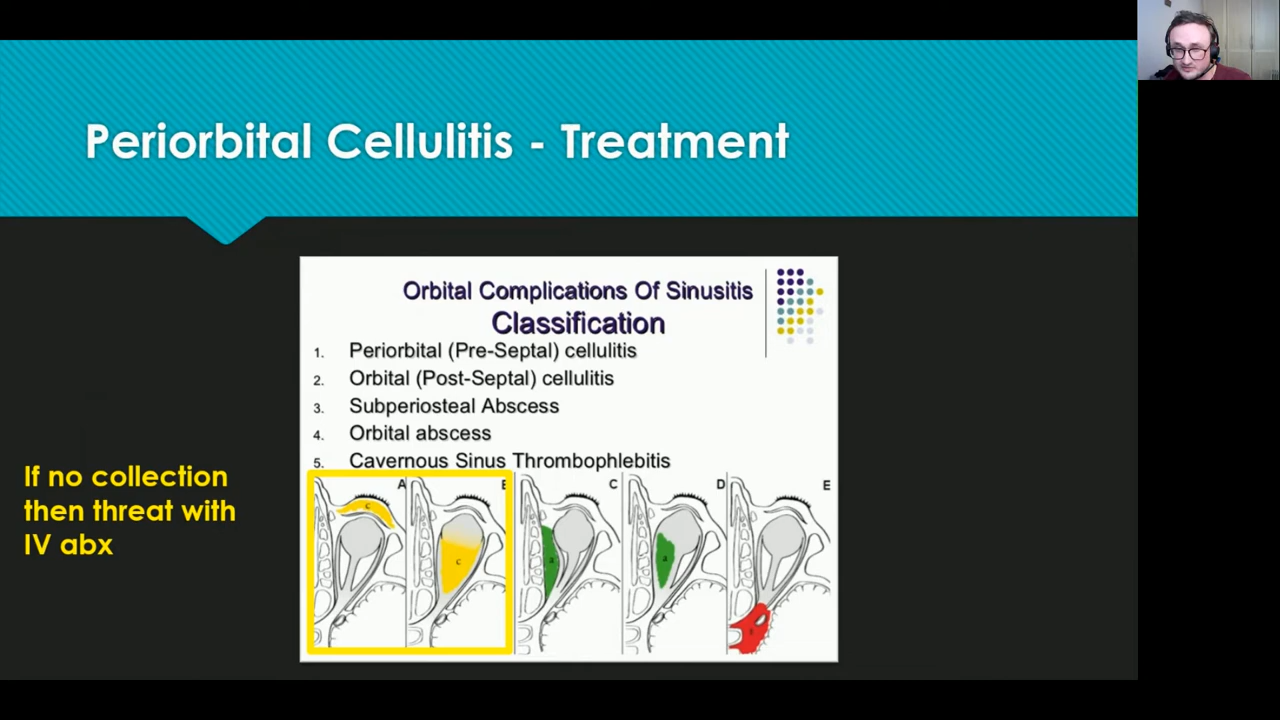 Periorbital Cellulitis - Treatment
Orbital Complications Of Sinusitis
Classification
1. Periorbital (Pre-Septal) cellulitis
2. Orbital (Post-Septal) cellulitis
3. Subperiosteal Abscess
4. Orbital abscess
5. Cavernous Sinus Thrombophlebitis
If no collection
then threat with
IV abx
A
C
D
E
c
c
a
a